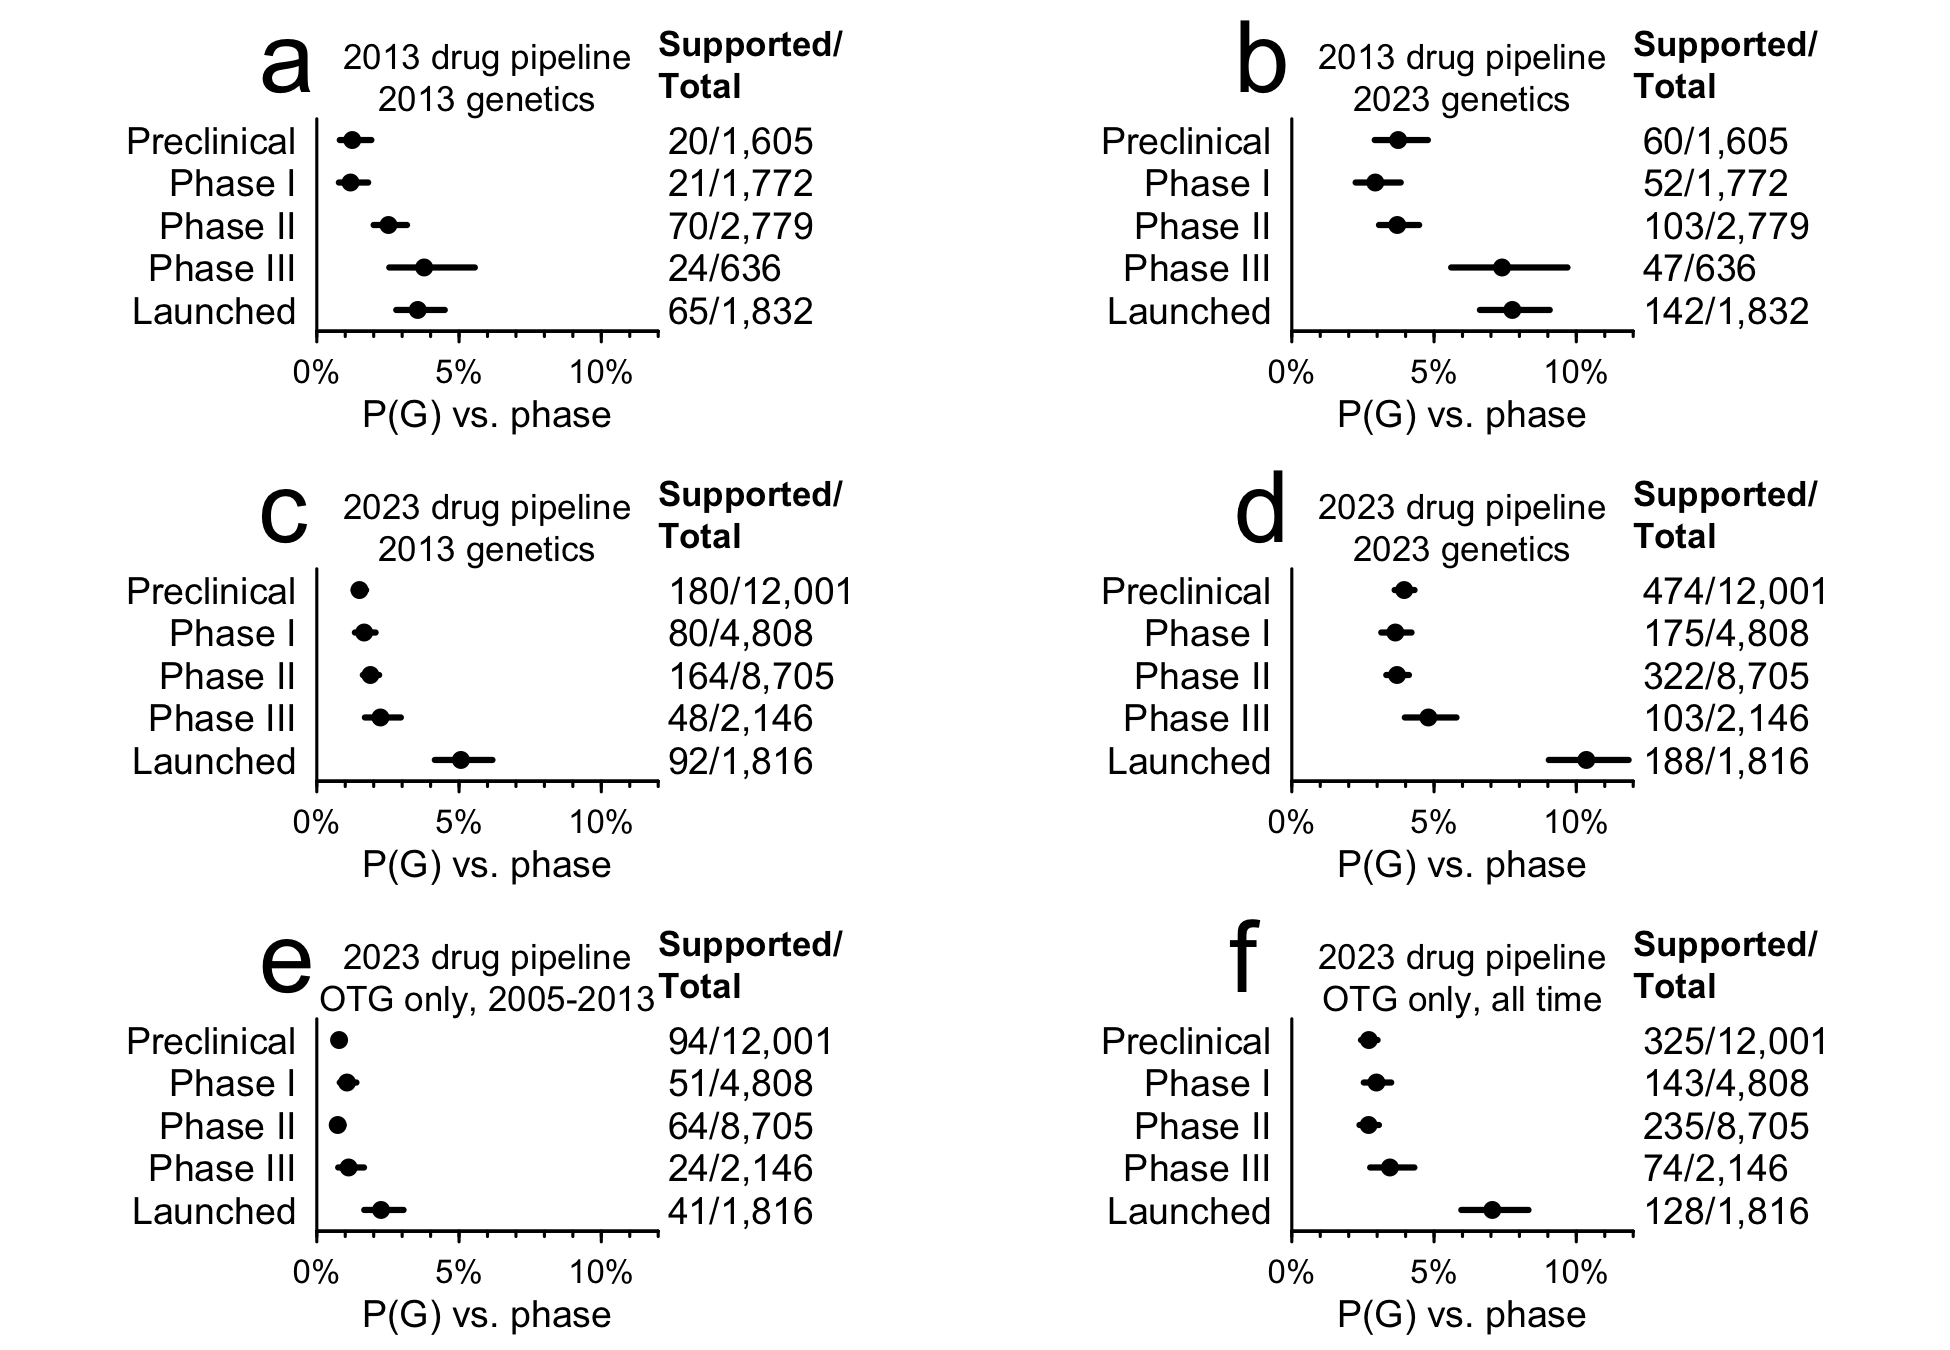 a
2013 drug pipeline
2013 genetics
Supported/
Total
Preclinical 20/1,605
Phase I 21/1,772
Phase II 70/2,779
Phase III 24/636
Launched 65/1,832
0% 5% 10%
P(G) vs. phase
b
2013 drug pipeline
2023 genetics
Supported/
Total
Preclinical 60/1,605
Phase I 52/1,772
Phase II 103/2,779
Phase III 47/636
Launched 142/1,832
0% 5% 10%
P(G) vs. phase
c
2023 drug pipeline
2013 genetics
Supported/
Total
Preclinical 180/12,001
Phase I 80/4,808
Phase II 164/8,705
Phase III 48/2,146
Launched 92/1,816
0% 5% 10%
P(G) vs. phase
d
2023 drug pipeline
2023 genetics
Supported/
Total
Preclinical 474/12,001
Phase I 175/4,808
Phase II 322/8,705
Phase III 103/2,146
Launched 188/1,816
0% 5% 10%
P(G) vs. phase
e
2023 drug pipeline
OTG only, 2005-2013
Supported/
Total
Preclinical 94/12,001
Phase I 51/4,808
Phase II 64/8,705
Phase III 24/2,146
Launched 41/1,816
0% 5% 10%
P(G) vs. phase
f
2023 drug pipeline
OTG only, all time
Supported/
Total
Preclinical 325/12,001
Phase I 143/4,808
Phase II 235/8,705
Phase III 74/2,146
Launched 128/1,816
0% 5% 10%
P(G) vs. phase